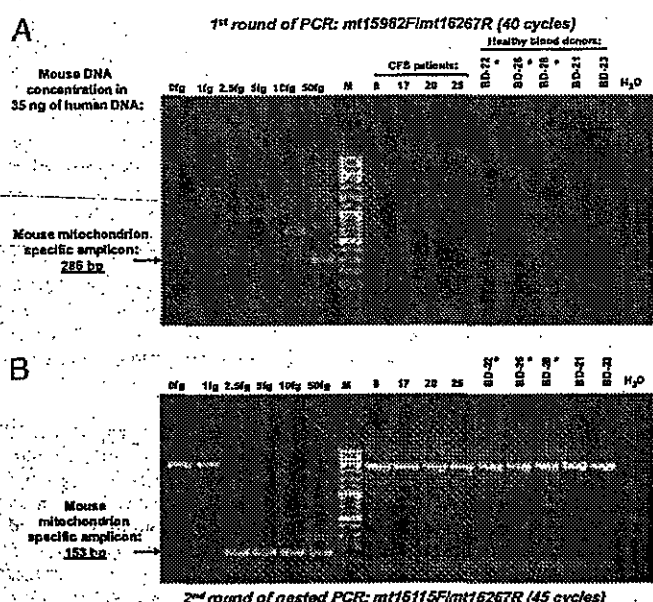 A
1st round of PCR: mt15982F/mt16267R (40 cycles)
Healthy blood donors:
CFS patients:
Mouse DNA
concentration in
35 ng of human DNA:
0fg 1fg 2.5fg 5fg 10fg 50fg M 8 17 20 25 BD-22 * BD-26 * BD-28 * BD-21 BD-23 H2O
Mouse mitochondrion
specific amplicon:
286 bp
B
0fg 1fg 2.5fg 5fg 10fg 50fg M 8 17 20 25 BD-22 * BD-26 * BD-28 * BD-21 BD-23 H2O
Mouse
mitochondrion
specific amplicon:
153 bp
2nd round of nested PCR: mt16115F/mt16267R (45 cycles)